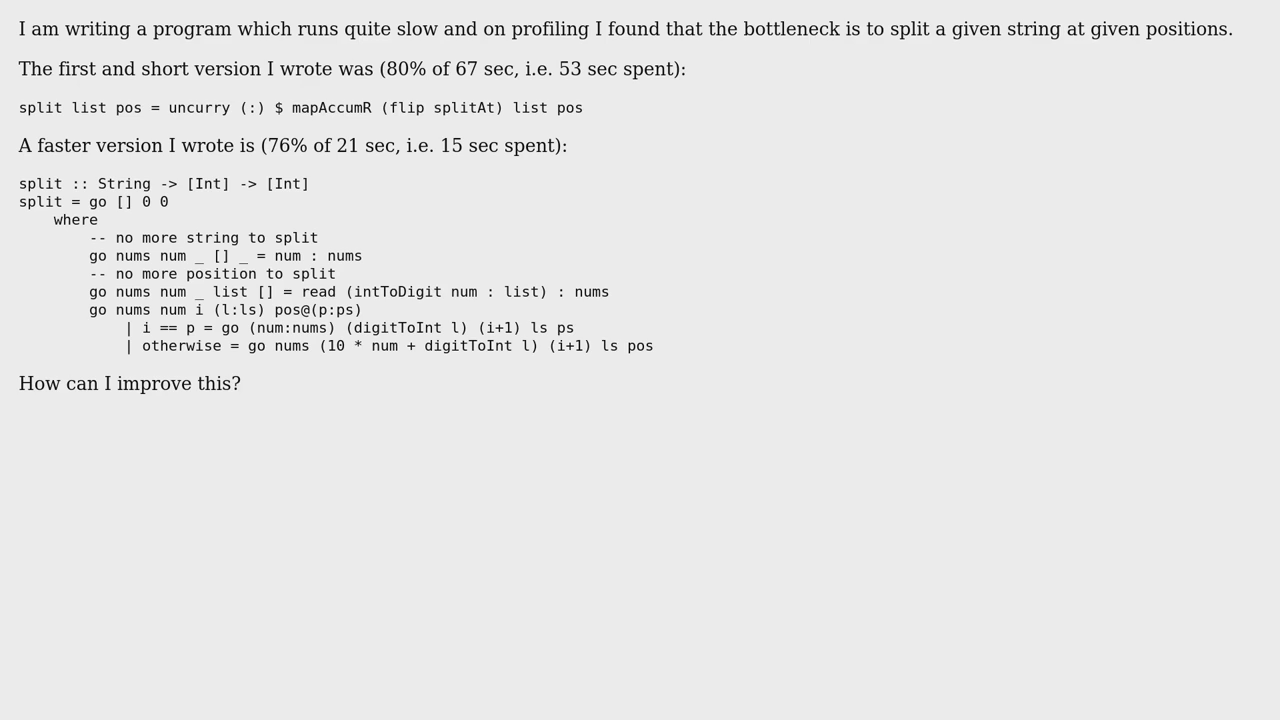 I am writing a program which runs quite slow and on profiling I found that the bottleneck is to split a given string at given positions.
The first and short version I wrote was (80% of 67 sec, i.e. 53 sec spent):
split list pos = uncurry (:) $ mapAccumR (flip splitAt) list pos
A faster version I wrote is (76% of 21 sec, i.e. 15 sec spent):
split :: String -> [Int] -> [Int]
split = go [] 0 0
    where
        -- no more string to split
        go nums num _ [] _ = num : nums
        -- no more position to split
        go nums num _ list [] = read (intToDigit num : list) : nums
        go nums num i (l:ls) pos@(p:ps)
            | i == p = go (num:nums) (digitToInt l) (i+1) ls ps
            | otherwise = go nums (10 * num + digitToInt l) (i+1) ls pos
How can I improve this?